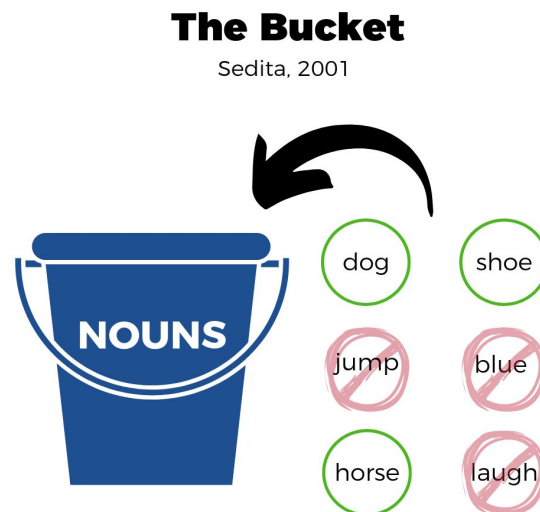 The Bucket
Sedita, 2001
NOUNS
dog
shoe
jump
blue
horse
laugh